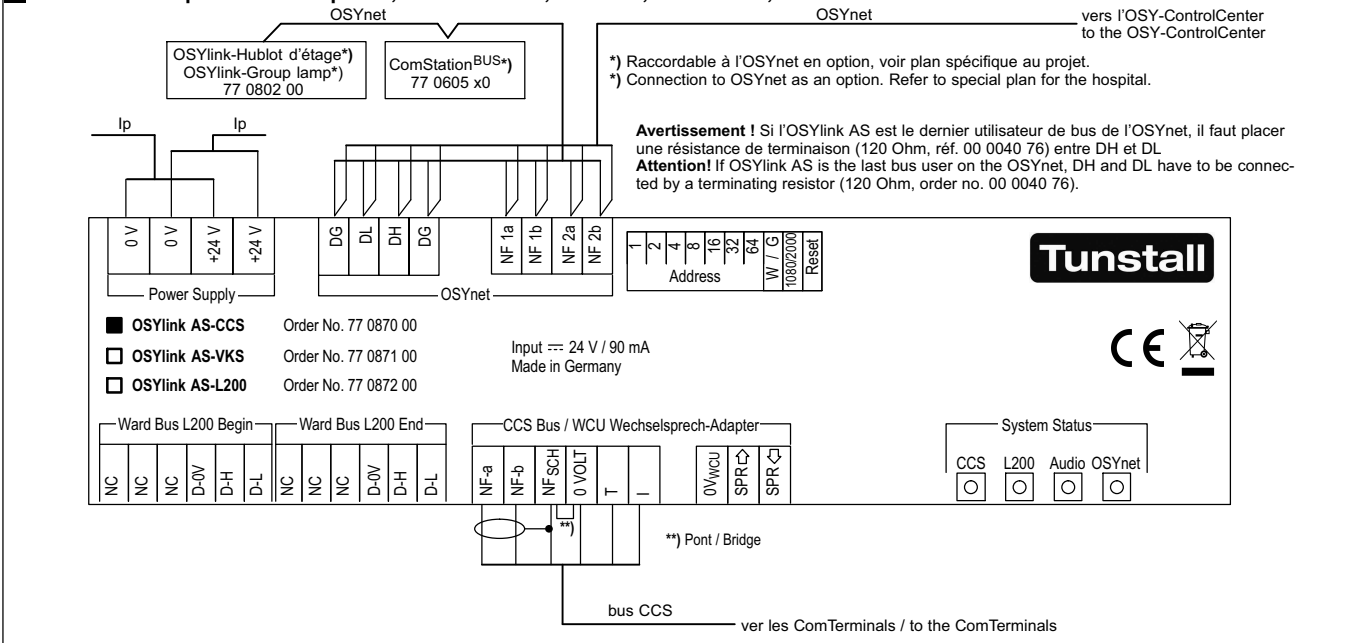 OSYnet
OSYnet
vers l'OSY-ControlCenter
to the OSY-ControlCenter
OSYlink-Hublot d'étage*)
OSYlink-Group lamp*)
77 0802 00
ComStationBUS*)
77 0605 x0
*) Raccordable à l'OSYnet en option, voir plan spécifique au projet.
*) Connection to OSYnet as an option. Refer to special plan for the hospital.
Ip
Ip
Avertissement ! Si l'OSYlink AS est le dernier utilisateur de bus de l'OSYnet, il faut placer
une résistance de terminaison (120 Ohm, réf. 00 0040 76) entre DH et DL
Attention! If OSYlink AS is the last bus user on the OSYnet, DH and DL have to be connec-
ted by a terminating resistor (120 Ohm, order no. 00 0040 76).
0 V
0 V
+24 V
+24 V
Power Supply
DG
DL
DH
DG
NF 1a
NF 1b
NF 2a
NF 2b
OSYnet
1
2
4
8
16
32
64
Address
W / G
1080/2000
Reset
Tunstall
OSYlink AS-CCS Order No. 77 0870 00
OSYlink AS-VKS Order No. 77 0871 00
OSYlink AS-L200 Order No. 77 0872 00
Input 24 V / 90 mA
Made in Germany
CE
Ward Bus L200 Begin
NC
NC
NC
D-0V
D-H
D-L
Ward Bus L200 End
NC
NC
NC
D-0V
D-H
D-L
CCS Bus / WCU Wechselsprech-Adapter
NF-a
NF-b
NFSCH
0 VOLT
T
I
0VWCU
SPR
SPR
System Status
CCS
L200
Audio
OSYnet
**)
**) Pont / Bridge
bus CCS
ver les ComTerminals / to the ComTerminals